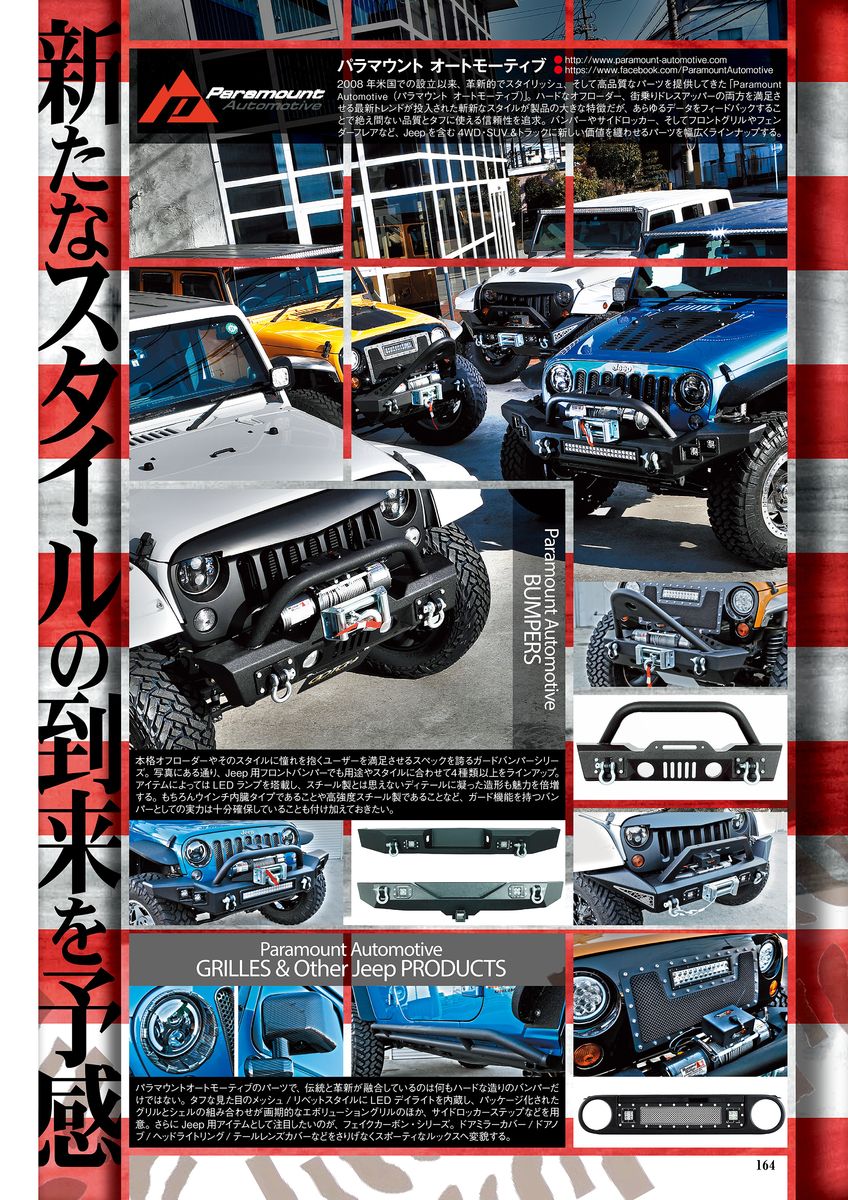 新たなスタイルの到来を予感
Paramount
Automotive
パラマウント オートモーティブ
●http://www.paramount-automotive.com
●https://www.facebook.com/ParamountAutomotive
2008 年米国での設立以来、革新的でスタイリッシュ、そして高品質なパーツを提供してきた「Paramount
Automotive（パラマウント オートモーティブ）」。ハードなオフローダー、街乗りドレスアッパーの両方を満足さ
せる最新トレンドが投入された斬新なスタイルが製品の大きな特徴だが、あらゆるデータをフィードバックするこ
とで絶え間ない品質とタフに使える信頼性を追求。バンパーやサイドロッカー、そしてフロントグリルやフェン
ダーフレアなど、Jeep を含む 4WD・SUV &トラックに新しい価値を纏わせるパーツを幅広くラインナップする。
Jeep
Paramount Automotive
BUMPERS
本格オフローダーやそのスタイルに憧れを抱くユーザーを満足させるスペックを誇るガードバンパーシリー
ズ。写真にある通り、Jeep 用フロントバンパーでも用途やスタイルに合わせて4種類以上をラインアップ。
アイテムによっては LED ランプを搭載し、スチール製とは思えないディテールに凝った造形も魅力を倍増
する。もちろんウインチ内臓タイプであることや高強度スチール製であることなど、ガード機能を持つバン
パーとしての実力は十分確保していることも付け加えておきたい。
Jeep
Paramount Automotive
GRILLES & Other Jeep PRODUCTS
パラマウントオートモーティブのパーツで、伝統と革新が融合しているのは何もハードな造りのバンパーだ
けではない。タフな見た目のメッシュ / リベットスタイルに LED デイライトを内蔵し、パッケージ化された
グリルとシェルの組み合わせが画期的なエボリューショングリルのほか、サイドロッカーステップなどを用
意。さらに Jeep 用アイテムとして注目したいのが、フェイクカーボン・シリーズ。ドアミラーカバー / ドアノ
ブ / ヘッドライトリング / テールレンズカバーなどをさりげなくスポーティなルックスへ変貌する。
164